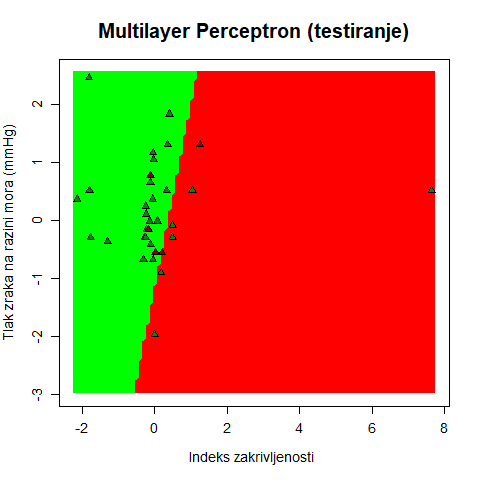 Multilayer Perceptron (testiranje)
Tlak zraka na razini mora (mmHg)
2
1
0
-1
-2
-3
-2 0 2 4 6 8
Indeks zakrivljenosti